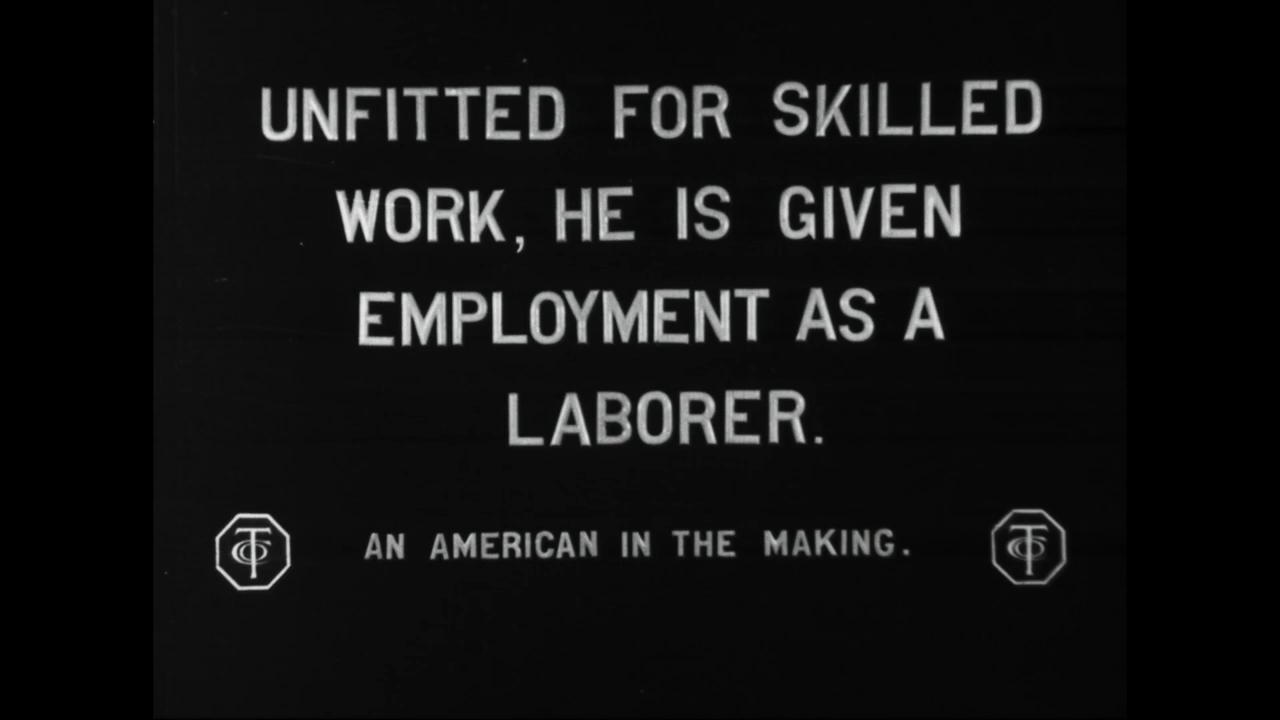 UNFITTED FOR SKILLED
WORK, HE IS GIVEN
EMPLOYMENT AS A
LABORER.
AN AMERICAN IN THE MAKING.